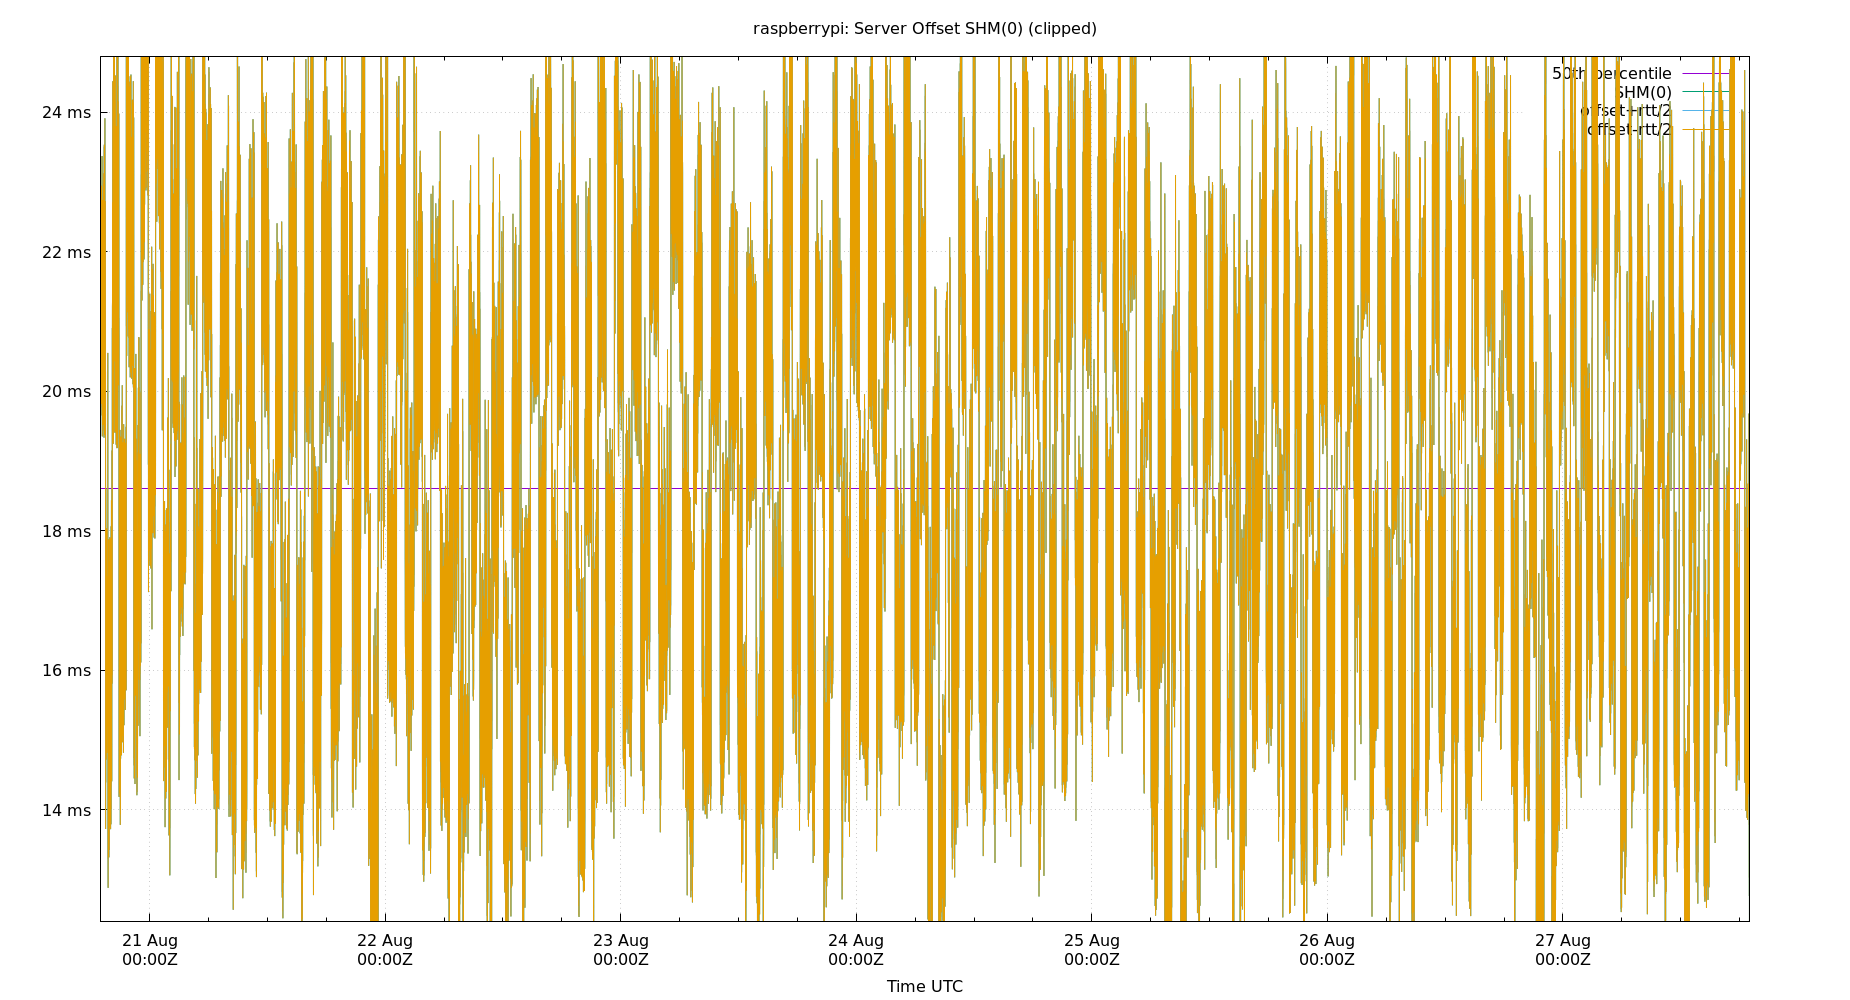 raspberrypi: Server Offset SHM(0) (clipped)
50th percentile
SHM(0)
offset+rtt/2
offset-rtt/2
24 ms
22 ms
20 ms
18 ms
16 ms
14 ms
21 Aug 22 Aug 23 Aug 24 Aug 25 Aug 26 Aug 27 Aug
00:00Z 00:00Z 00:00Z 00:00Z 00:00Z 00:00Z 00:00Z
Time UTC